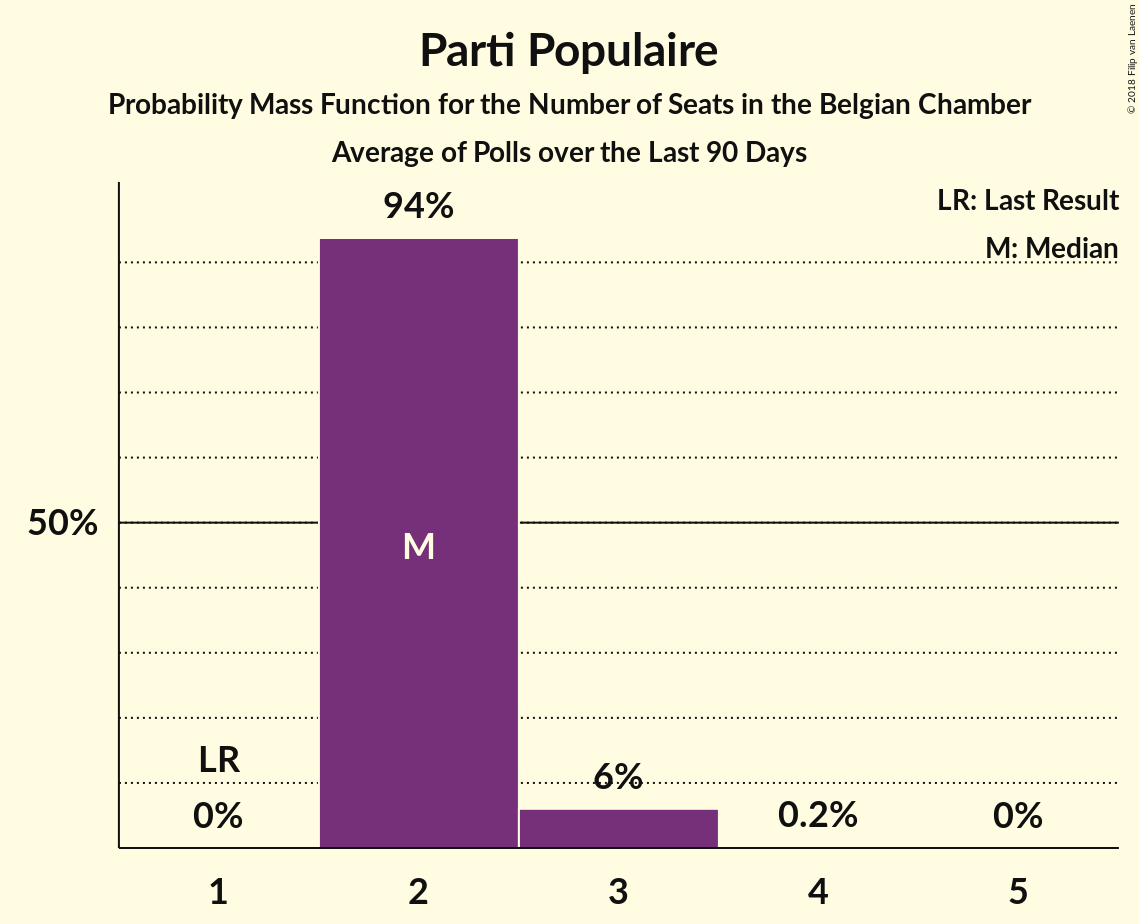 Parti Populaire
Probability Mass Function for the Number of Seats in the Belgian Chamber
Average of Polls over the Last 90 Days
© 2018 Filip van Laenen
LR: Last Result
M: Median
94%
50%
M
LR
0%
6%
0.2%
0%
1 2 3 4 5